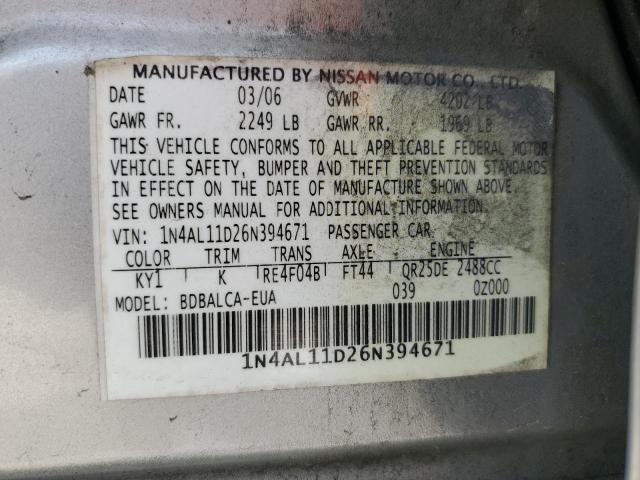 MANUFACTURED BY NISSAN MOTOR CO., LTD.
DATE 03/06 GVWR 4202 LB
GAWR FR. 2249 LB GAWR RR. 1969 LB
THIS VEHICLE CONFORMS TO ALL APPLICABLE FEDERAL MOTOR
VEHICLE SAFETY, BUMPER AND THEFT PREVENTION STANDARDS
IN EFFECT ON THE DATE OF MANUFACTURE SHOWN ABOVE.
SEE OWNERS MANUAL FOR ADDITIONAL INFORMATION.
VIN: 1N4AL11D26N394671 PASSENGER CAR
COLOR TRIM TRANS AXLE ENGINE
KY1 K RE4F04B FT44 QR25DE 2488CC
MODEL: BDBALCA-EUA 039 0Z000
1N4AL11D26N394671